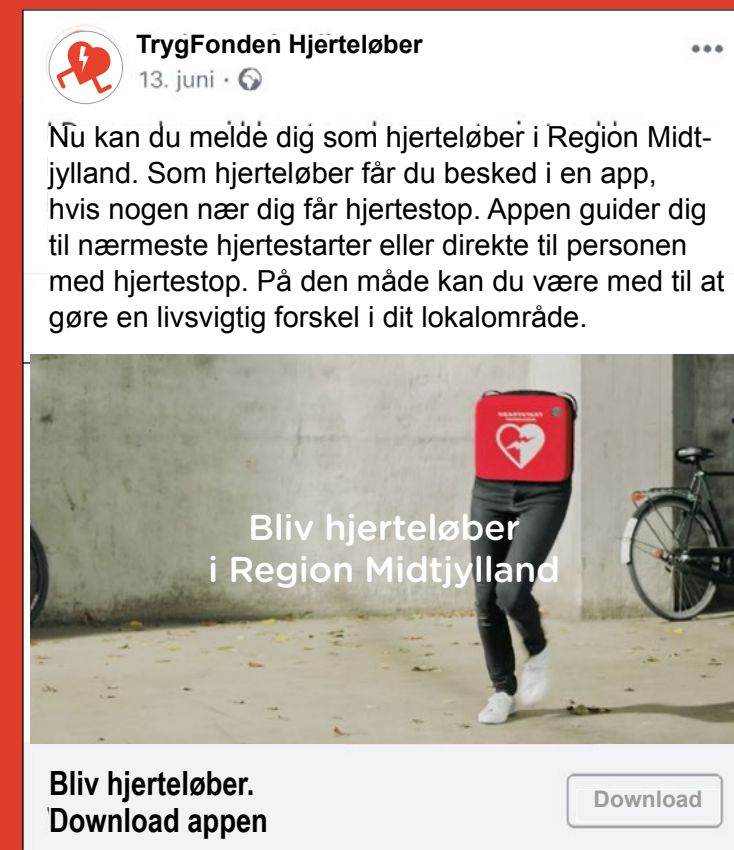 TrygFonden Hjerteløber
13. juni ·
Nu kan du melde dig som hjerteløber i Region Midt-
jylland. Som hjerteløber får du besked i en app,
hvis nogen nær dig får hjertestop. Appen guider dig
til nærmeste hjertestarter eller direkte til personen
med hjertestop. På den måde kan du være med til at
gøre en livsvigtig forskel i dit lokalområde.
HEARTSTART
Bliv hjerteløber
i Region Midtjylland
Bliv hjerteløber.
Download appen
Download